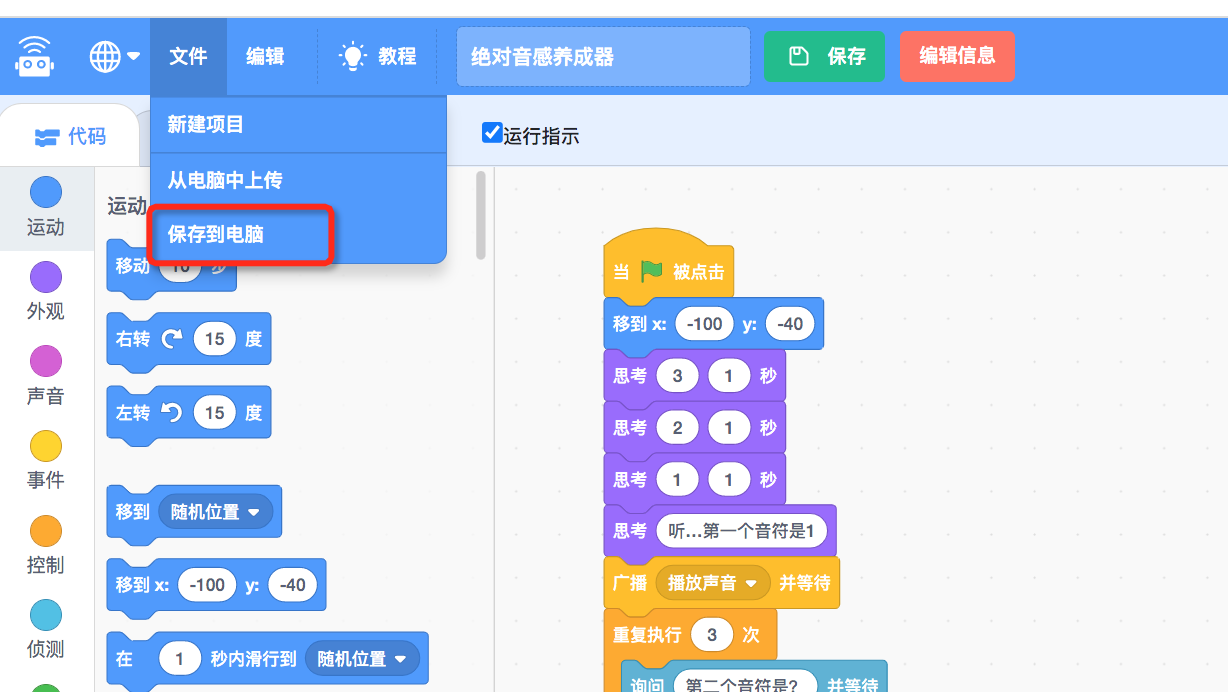 文件
编辑
教程
绝对音感养成器
保存
编辑信息
新建项目
从电脑中上传
保存到电脑
代码
运行指示
运动
外观
声音
事件
控制
侦测
运动
移动 10 步
右转 15 度
左转 15 度
移到 随机位置
移到 x: -100 y: -40
在 1 秒内滑行到 随机位置
当 被点击
移到 x: -100 y: -40
思考 3 1 秒
思考 2 1 秒
思考 1 1 秒
思考 听...第一个音符是1
广播 播放声音 并等待
重复执行 3 次
询问 第二个音符是? 并等待